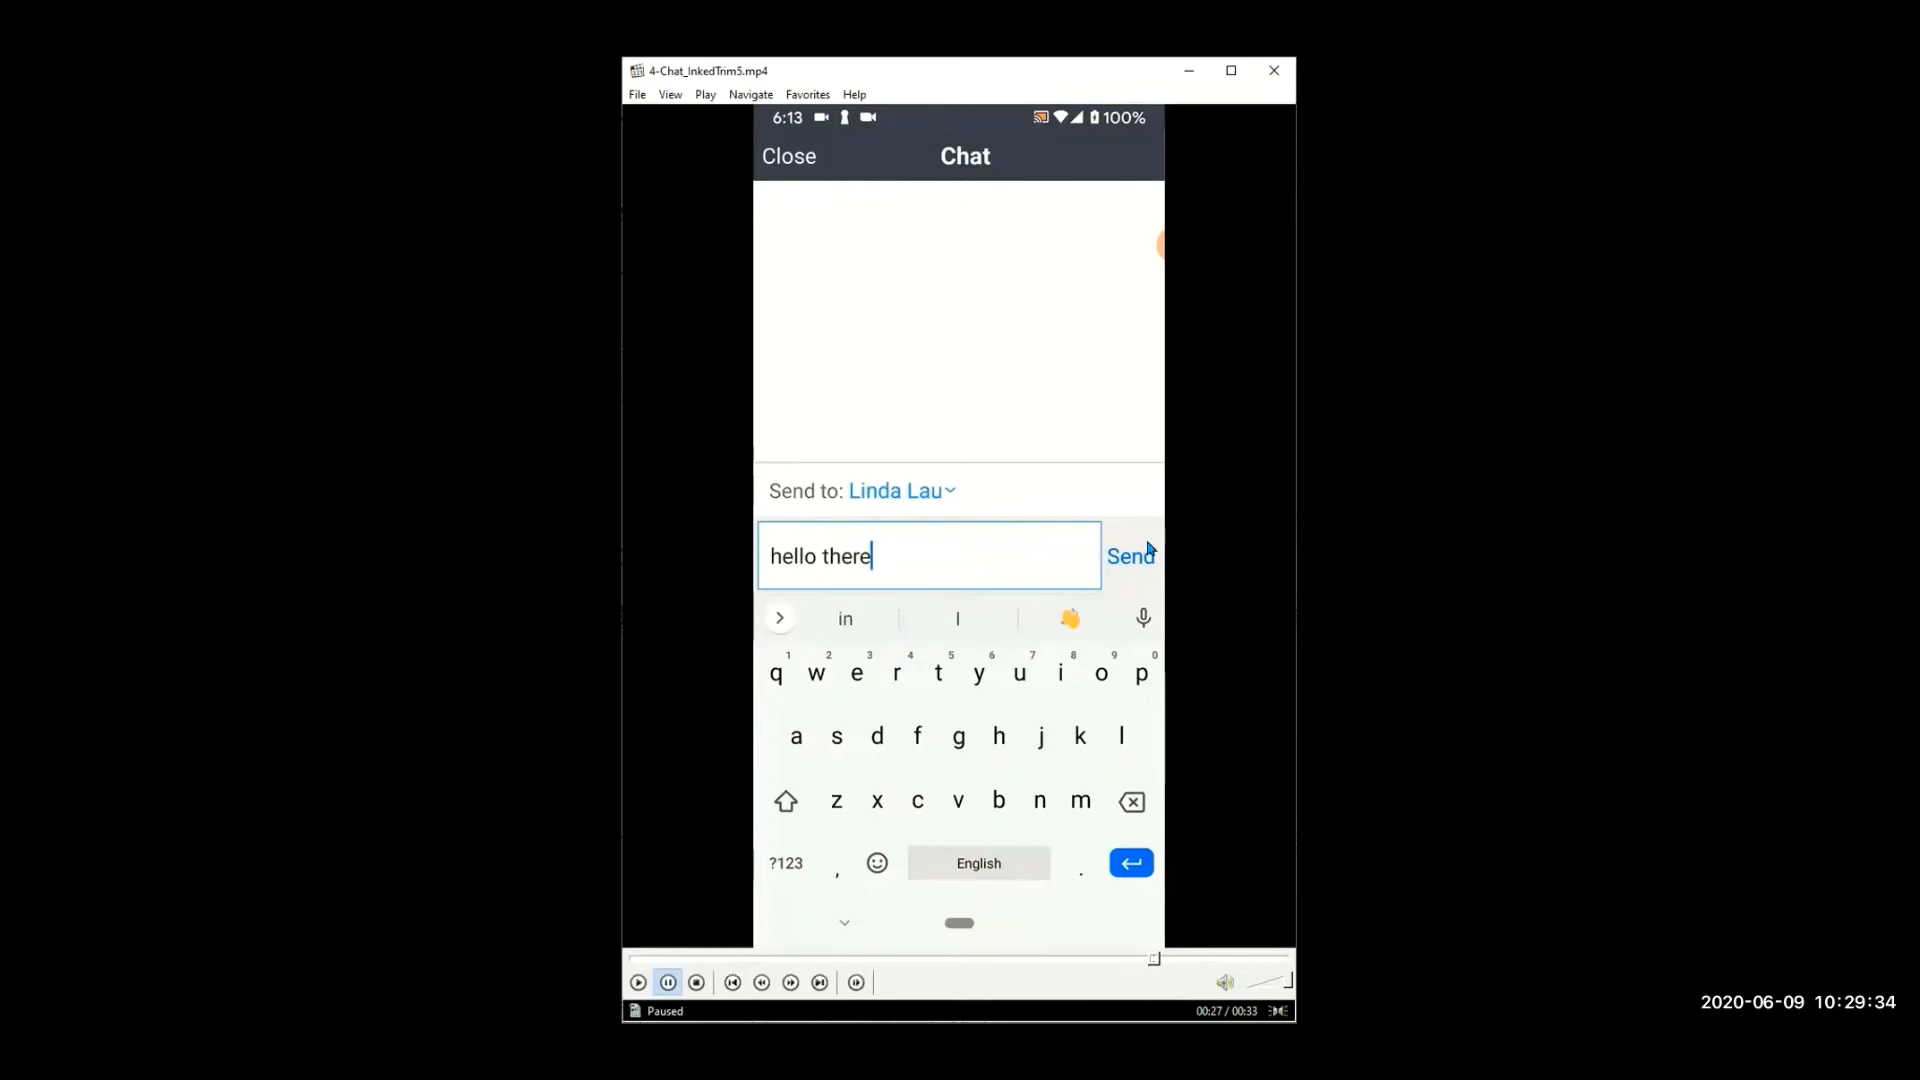 4-Chat_InkedTrim5.mp4
File View Play Navigate Favorites Help
6:13 100%
Close Chat
Send to: Linda Lau
hello there Send
in I
1 2 3 4 5 6 7 8 9 0
q w e r t y u i o p
a s d f g h j k l
z x c v b n m
?123 , English .
Paused 00:27 / 00:33
2020-06-09 10:29:34